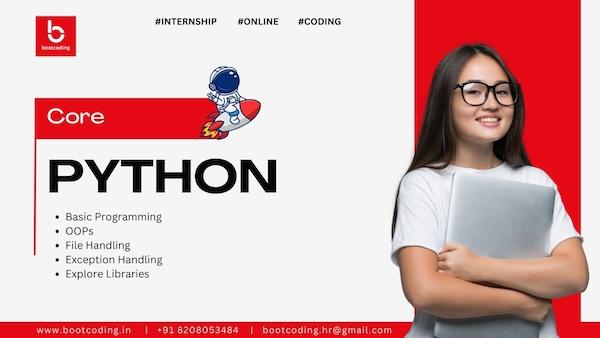 #INTERNSHIP #ONLINE #CODING
bootcoding
Core
PYTHON
• Basic Programming
• OOPs
• File Handling
• Exception Handling
• Explore Libraries
www.bootcoding.in | +91 8208053484 | bootcoding.hr@gmail.com